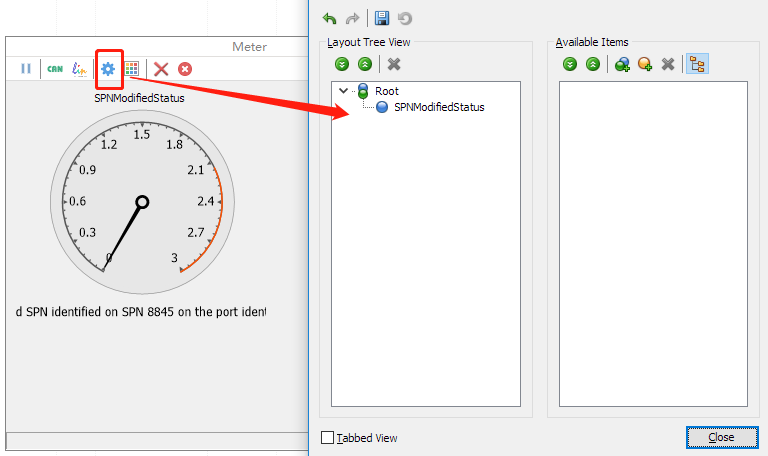 Meter
CAN
lin
SPNModifiedStatus
1.5
1.2
1.8
0.9
2.1
0.6
2.4
0.3
2.7
0
3
d SPN identified on SPN 8845 on the port ident
Layout Tree View
Root
SPNModifiedStatus
Tabbed View
Available Items
Close